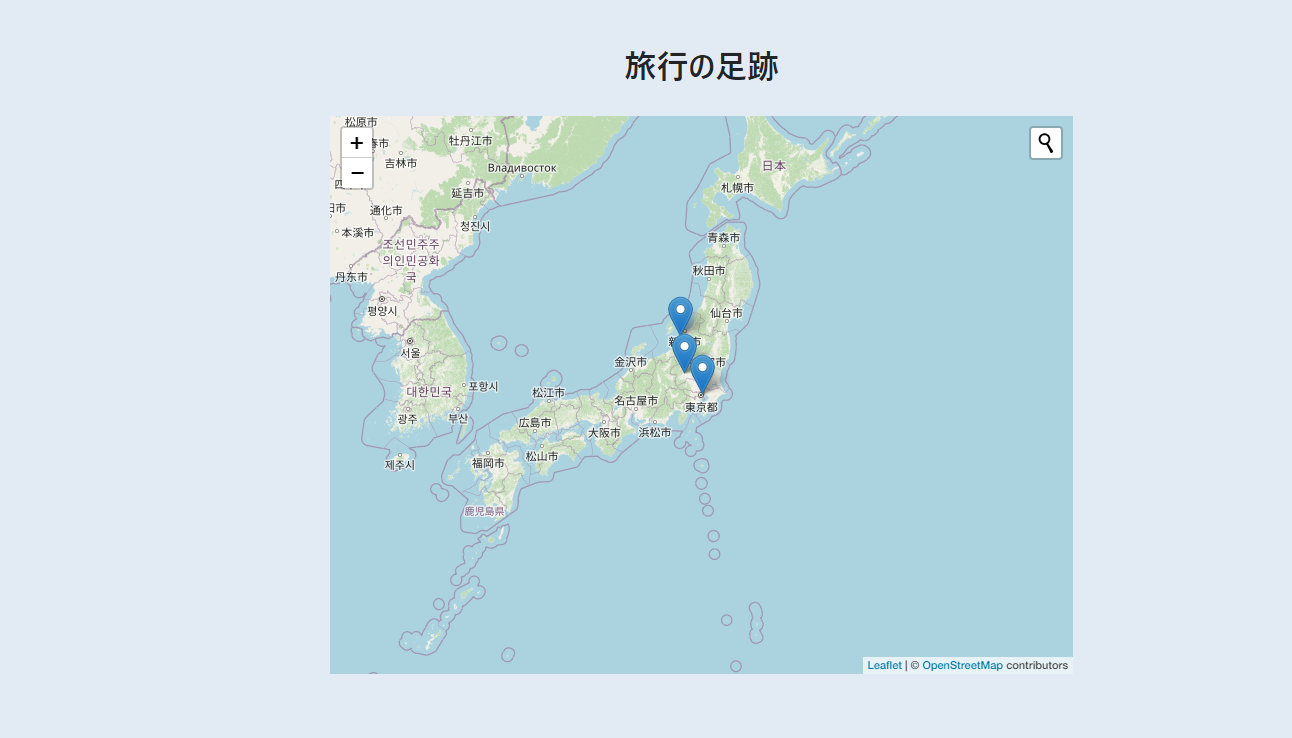 旅行の足跡
松原市
+
牡丹江市
吉林市
Владивосток
日本
−
札幌市
延吉市
通化市
청진시
本溪市
青森市
조선민주주
의인민공화
국
秋田市
丹东市
평양시
仙台市
서울
金沢市
포항시
대한민국
松江市
名古屋市
東京都
광주
부산
広島市
大阪市
浜松市
松山市
제주시
福岡市
鹿児島県
Leaflet | © OpenStreetMap contributors